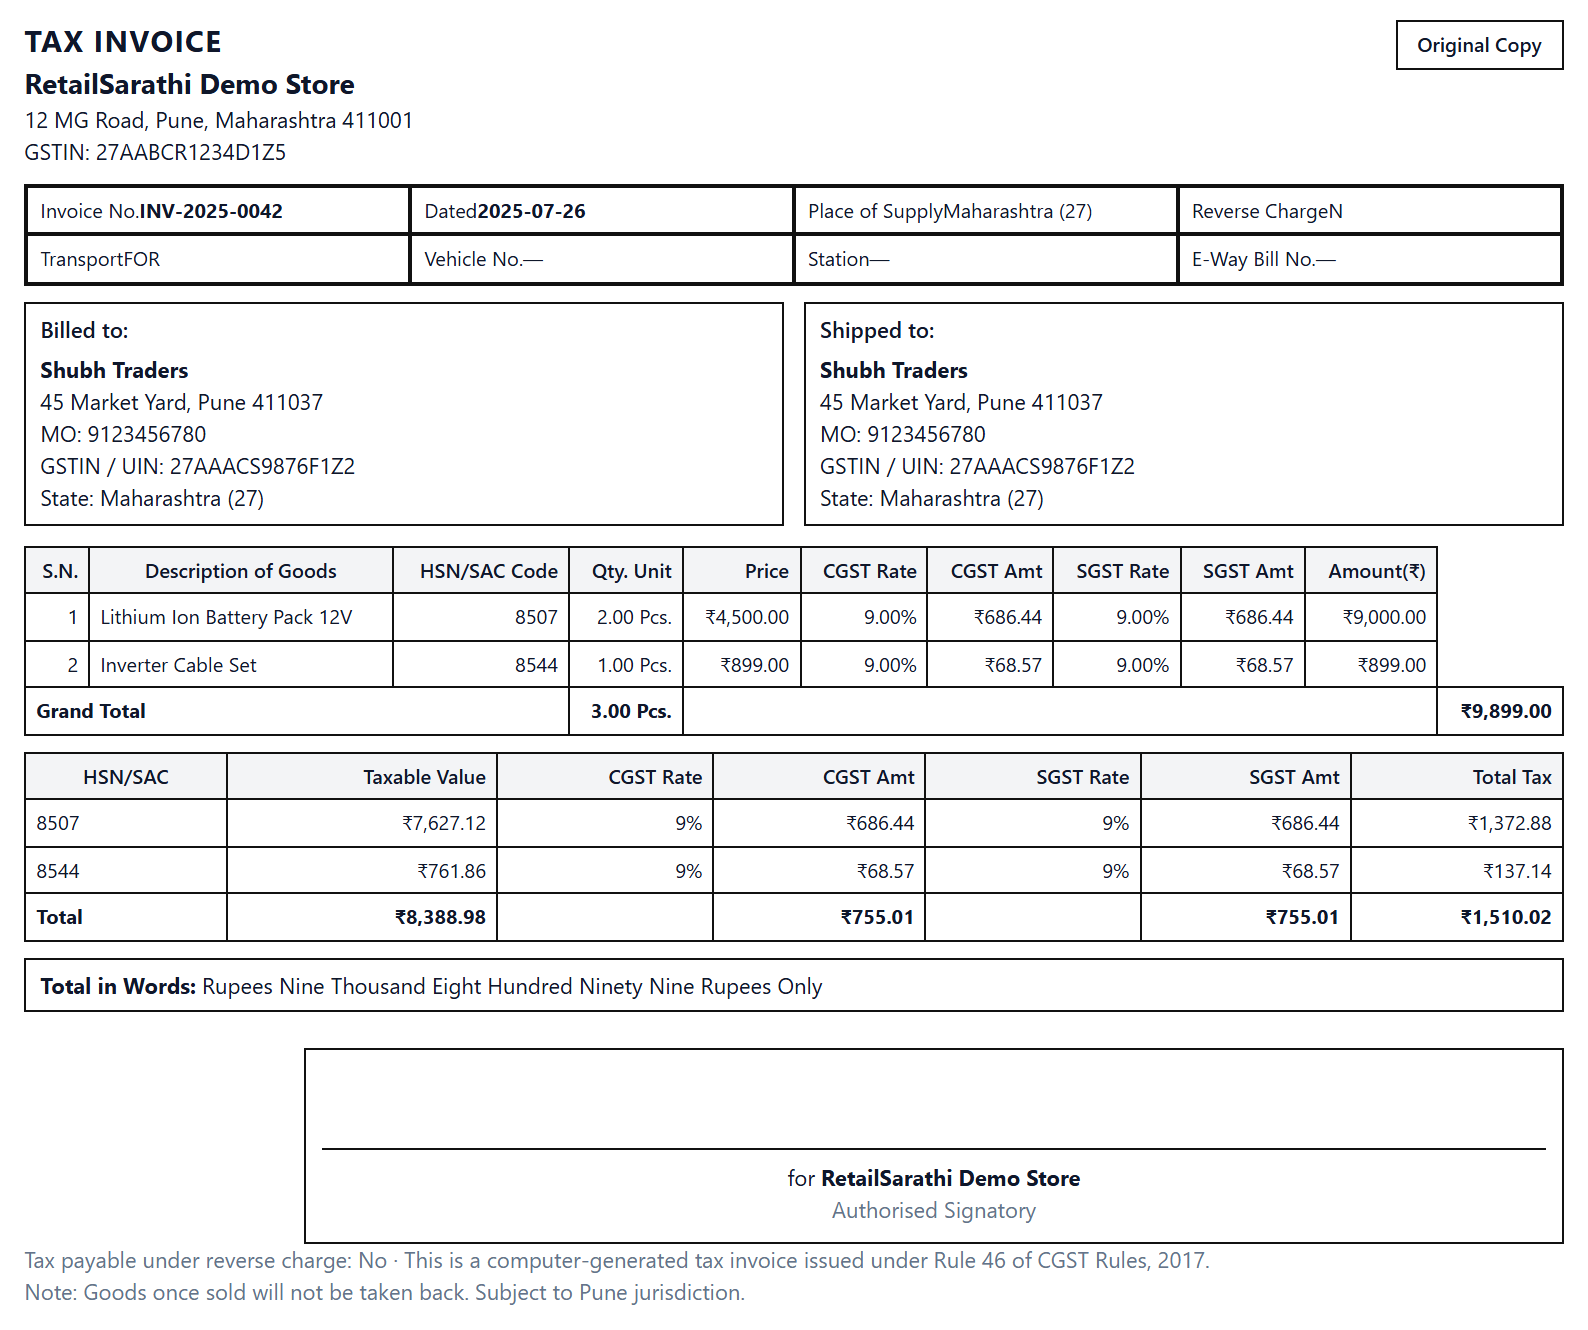 TAX INVOICE
Original Copy
RetailSarathi Demo Store
12 MG Road, Pune, Maharashtra 411001
GSTIN: 27AABCR1234D1Z5
Invoice No.INV-2025-0042 Dated2025-07-26 Place of SupplyMaharashtra (27) Reverse ChargeN
TransportFOR Vehicle No.— Station— E-Way Bill No.—
Billed to:
Shubh Traders
45 Market Yard, Pune 411037
MO: 9123456780
GSTIN / UIN: 27AAACS9876F1Z2
State: Maharashtra (27)
Shipped to:
Shubh Traders
45 Market Yard, Pune 411037
MO: 9123456780
GSTIN / UIN: 27AAACS9876F1Z2
State: Maharashtra (27)
S.N. Description of Goods HSN/SAC Code Qty. Unit Price CGST Rate CGST Amt SGST Rate SGST Amt Amount(₹)
1 Lithium Ion Battery Pack 12V 8507 2.00 Pcs. ₹4,500.00 9.00% ₹686.44 9.00% ₹686.44 ₹9,000.00
2 Inverter Cable Set 8544 1.00 Pcs. ₹899.00 9.00% ₹68.57 9.00% ₹68.57 ₹899.00
Grand Total 3.00 Pcs. ₹9,899.00
HSN/SAC Taxable Value CGST Rate CGST Amt SGST Rate SGST Amt Total Tax
8507 ₹7,627.12 9% ₹686.44 9% ₹686.44 ₹1,372.88
8544 ₹761.86 9% ₹68.57 9% ₹68.57 ₹137.14
Total ₹8,388.98 ₹755.01 ₹755.01 ₹1,510.02
Total in Words: Rupees Nine Thousand Eight Hundred Ninety Nine Rupees Only
for RetailSarathi Demo Store
Authorised Signatory
Tax payable under reverse charge: No · This is a computer-generated tax invoice issued under Rule 46 of CGST Rules, 2017.
Note: Goods once sold will not be taken back. Subject to Pune jurisdiction.